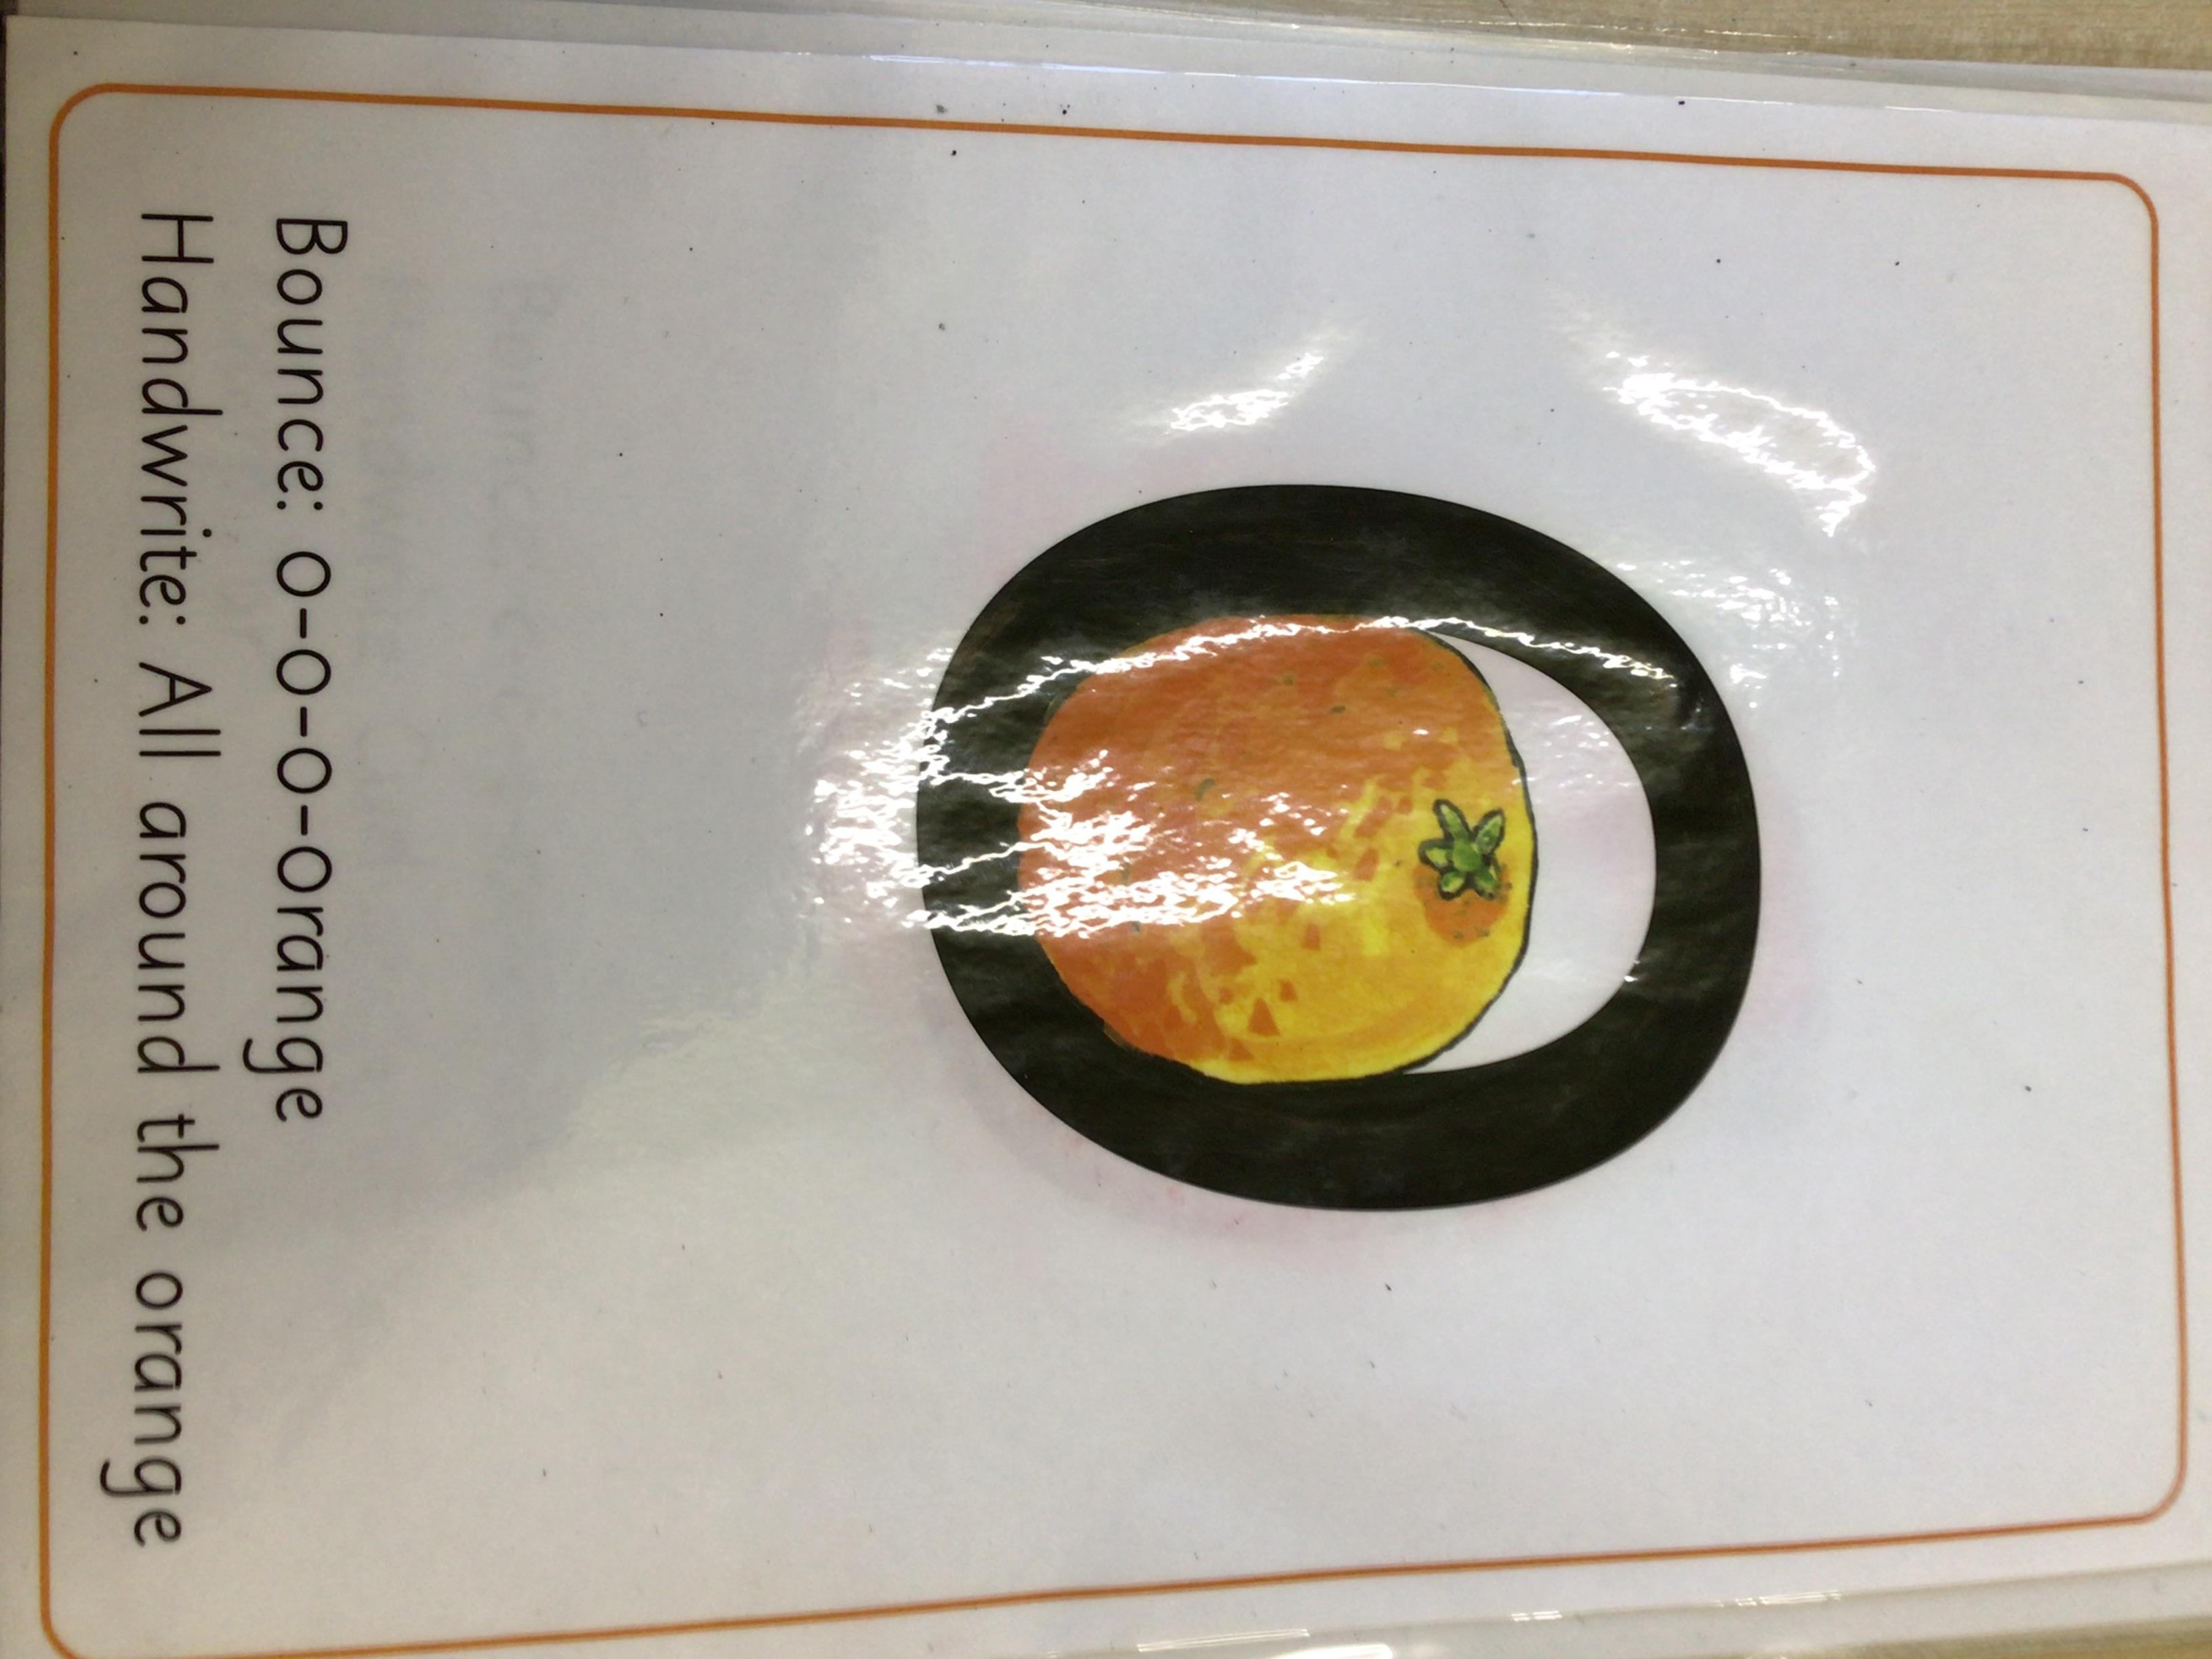 o
Bounce: o-o-o-orange
Handwrite: All around the orange